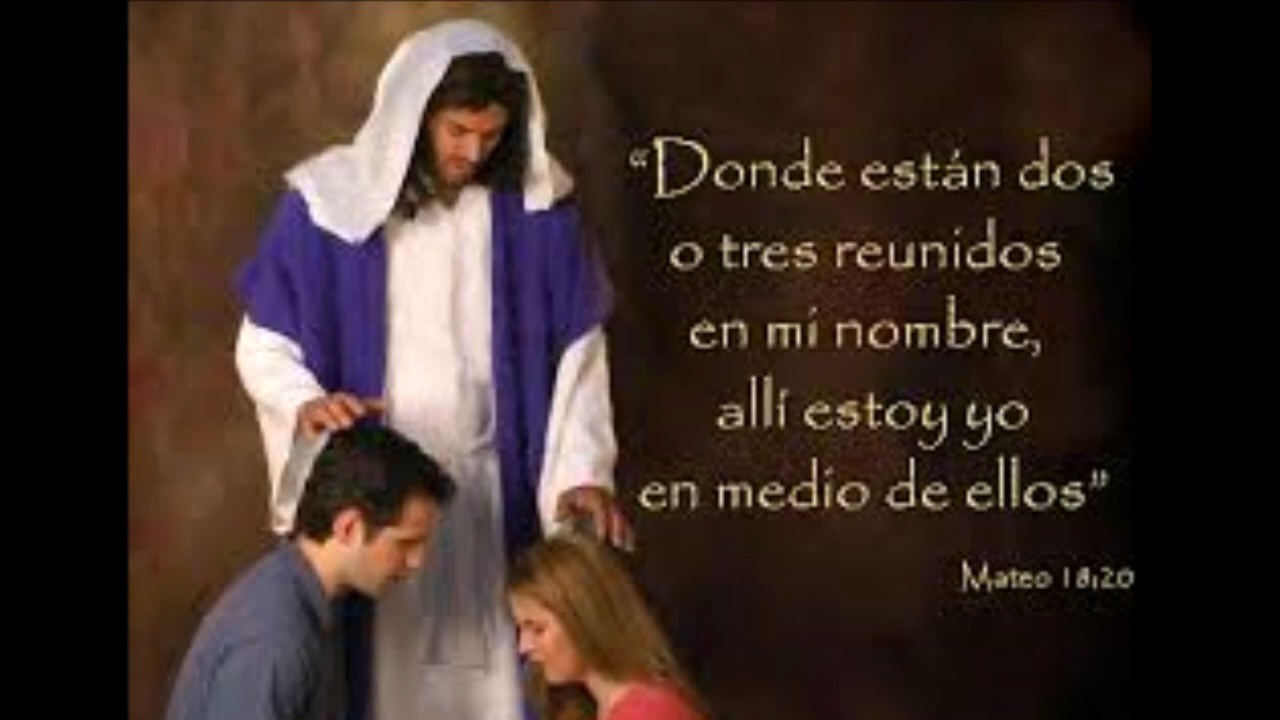 “Donde están dos
o tres reunidos
en mi nombre,
allí estoy yo
en medio de ellos”
Mateo 18:20